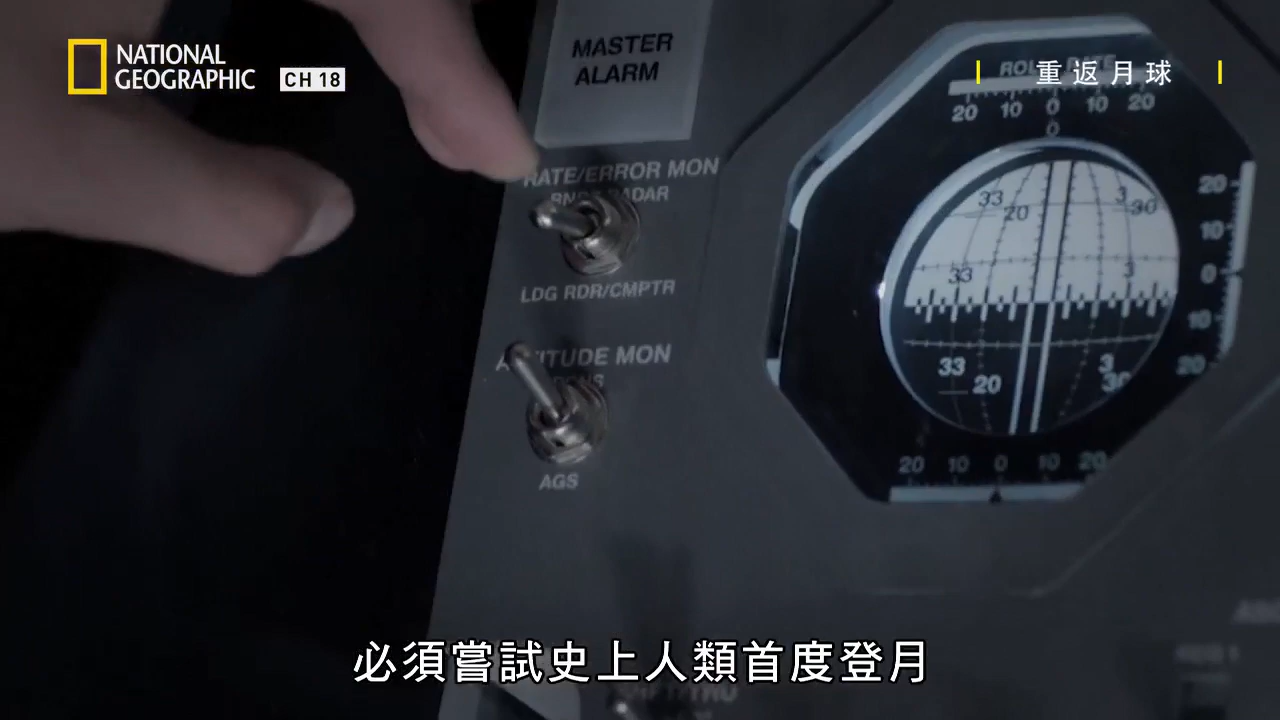 NATIONAL
GEOGRAPHIC
CH 18
重返月球
MASTER
ALARM
20 10 0 10 20
0
RATE/ERROR MON
RADAR
LDG RDR/CMPTR
MON
AGS
33
20
3
30
33
3
33
20
3
20
10
0
10
20
20 10 0 10 20
必須嘗試史上人類首度登月